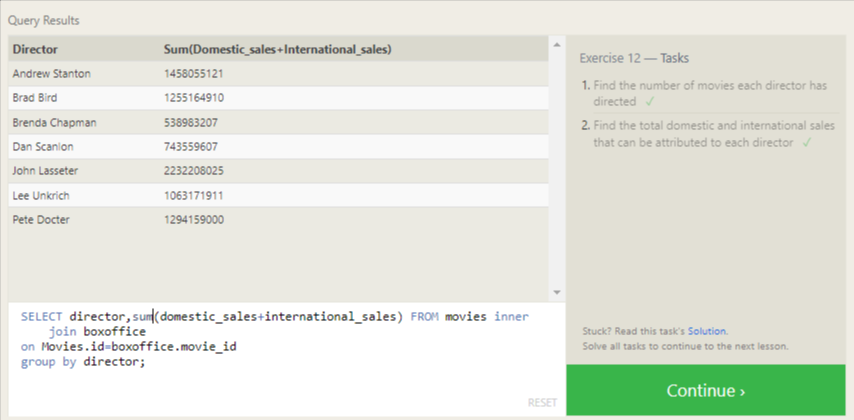 Query Results
Director Sum(Domestic_sales+International_sales)
Andrew Stanton 1458055121
Brad Bird 1255164910
Brenda Chapman 538983207
Dan Scanlon 743559607
John Lasseter 2232208025
Lee Unkrich 1063171911
Pete Docter 1294159000
SELECT director,sum(domestic_sales+international_sales) FROM movies inner
join boxoffice
on Movies.id=boxoffice.movie_id
group by director;
RESET
Exercise 12 — Tasks
1. Find the number of movies each director has
directed ✓
2. Find the total domestic and international sales
that can be attributed to each director ✓
Stuck? Read this task's Solution.
Solve all tasks to continue to the next lesson.
Continue ›